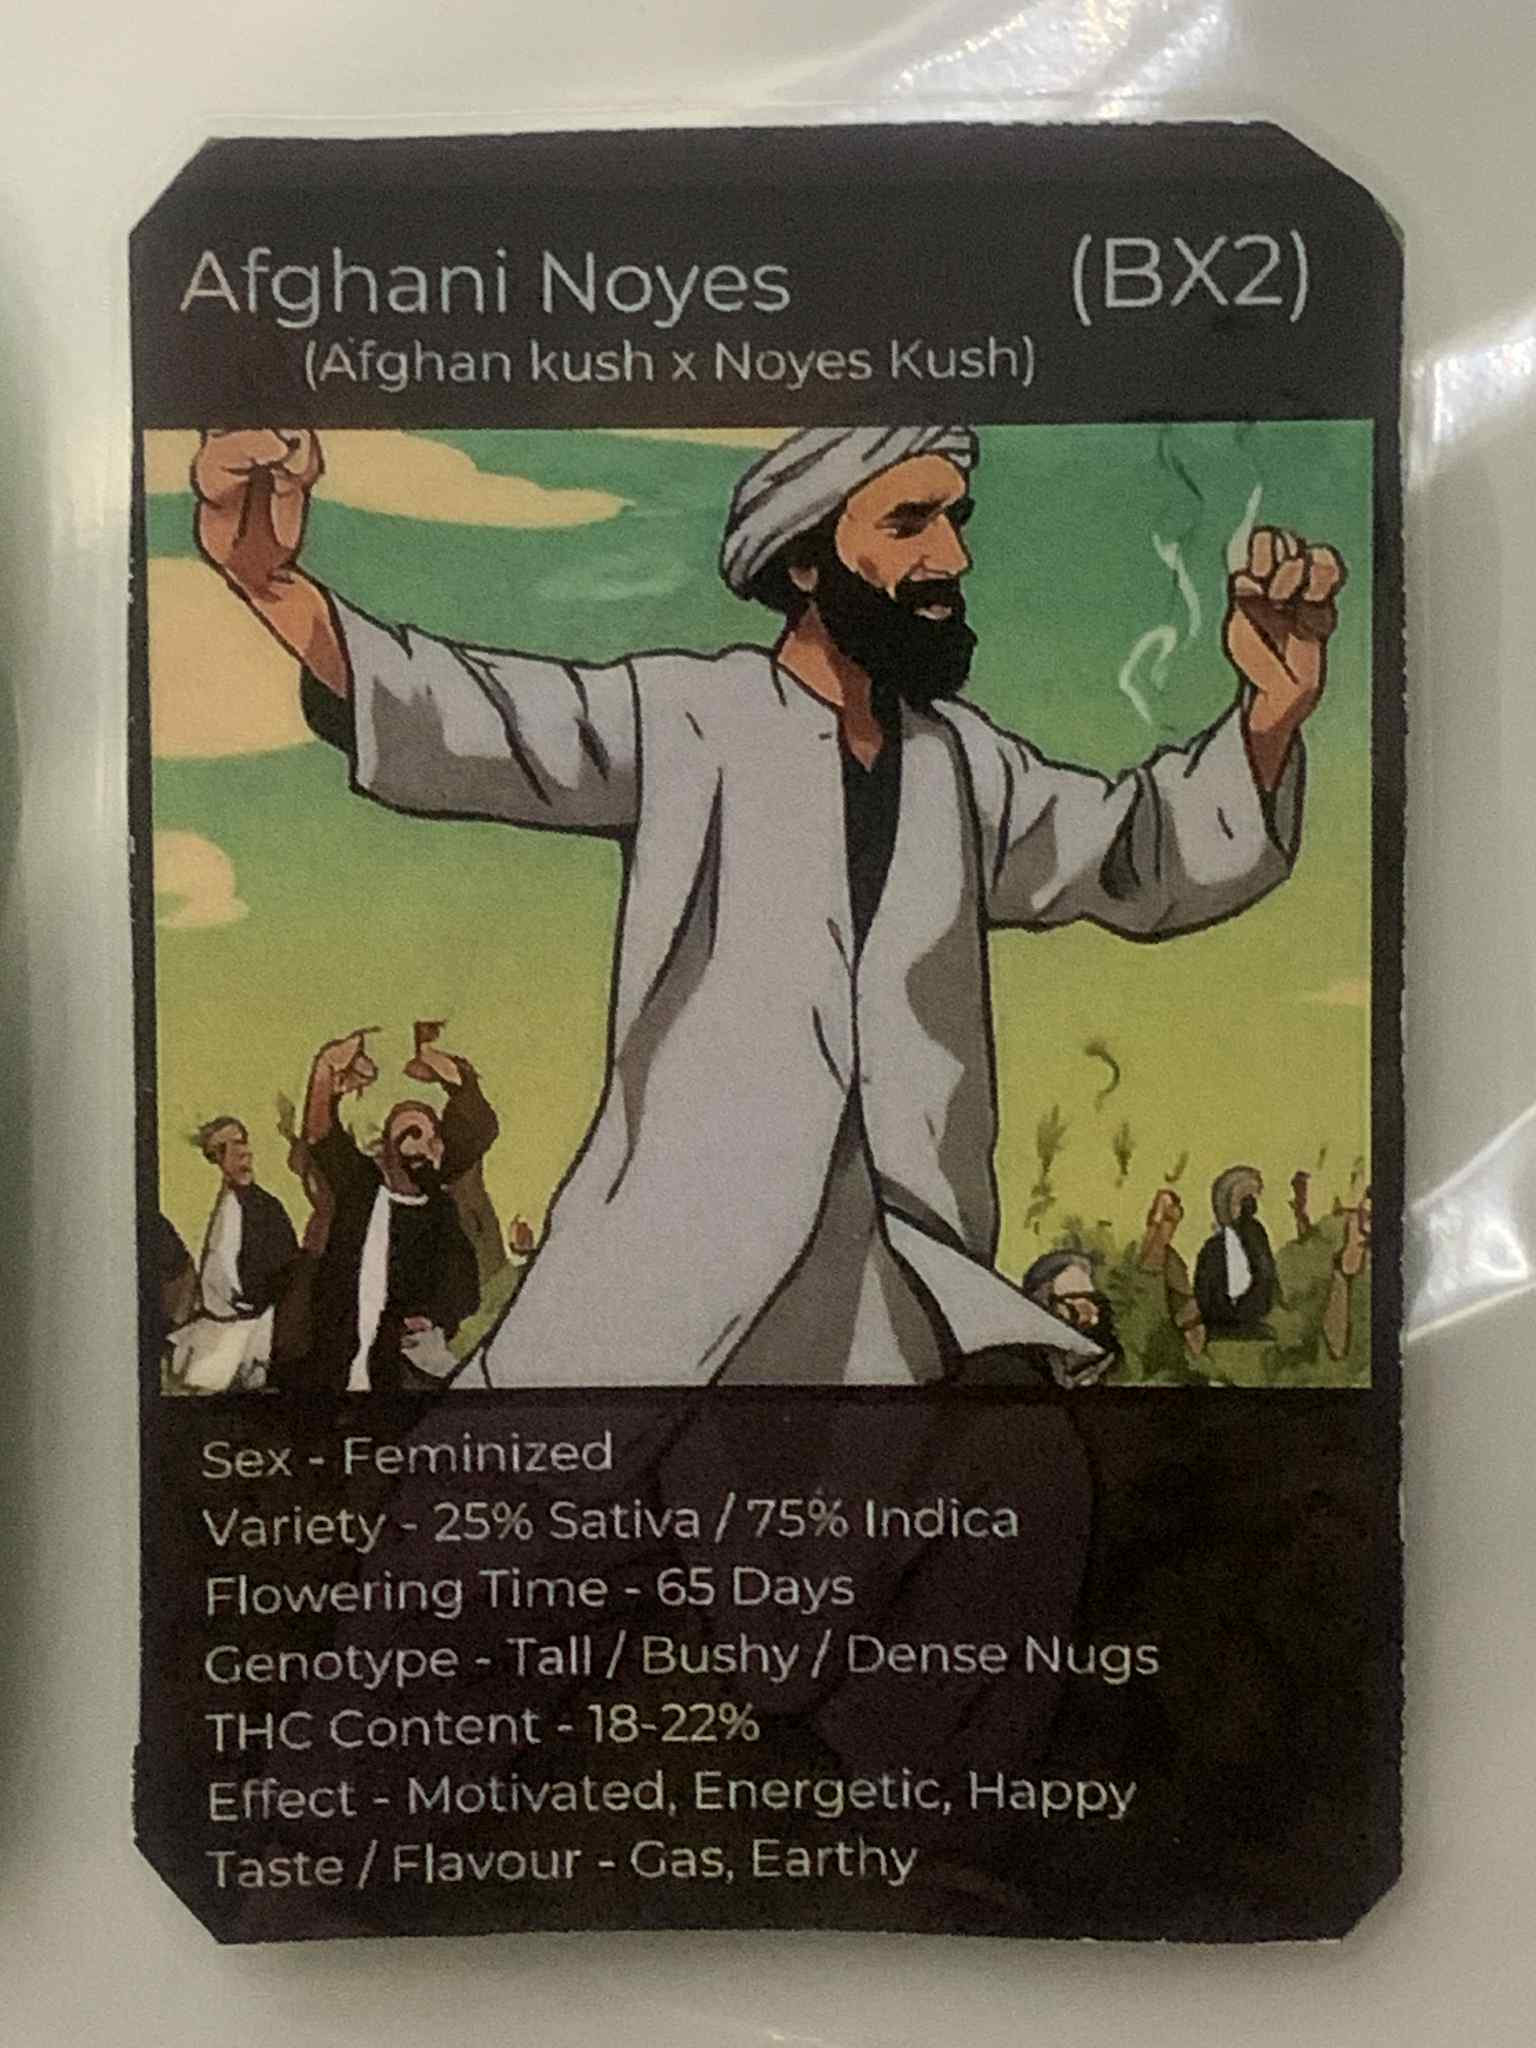 Afghani Noyes (BX2)
(Afghan kush x Noyes Kush)
Sex - Feminized
Variety - 25% Sativa / 75% Indica
Flowering Time - 65 Days
Genotype - Tall / Bushy / Dense Nugs
THC Content - 18-22%
Effect - Motivated, Energetic, Happy
Taste / Flavour - Gas, Earthy